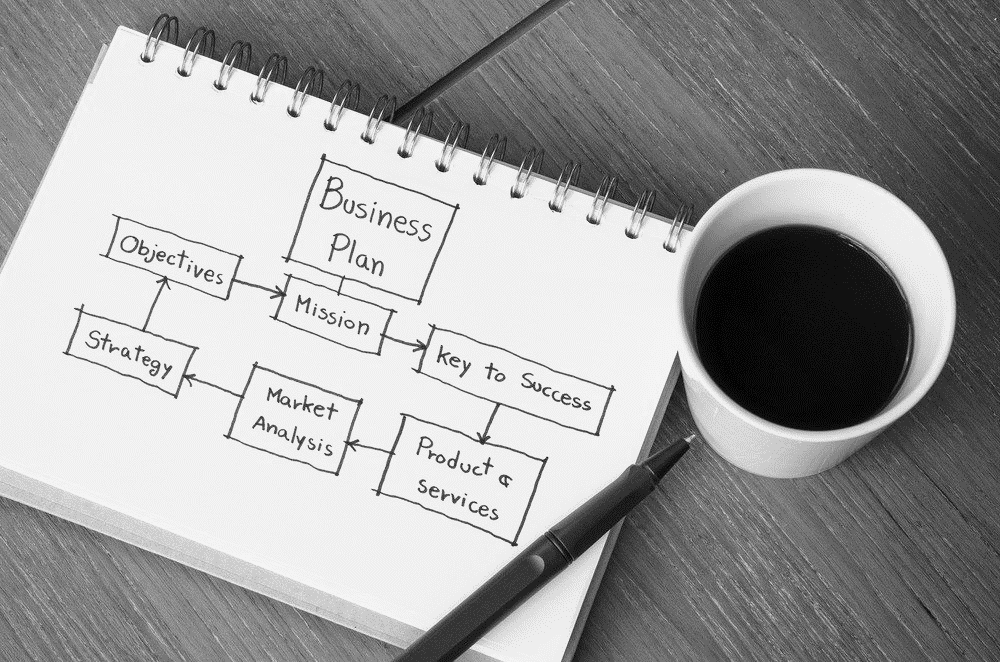 Business
Plan
Objectives
Mission
Key to Success
Strategy
Market
Analysis
Product &
services